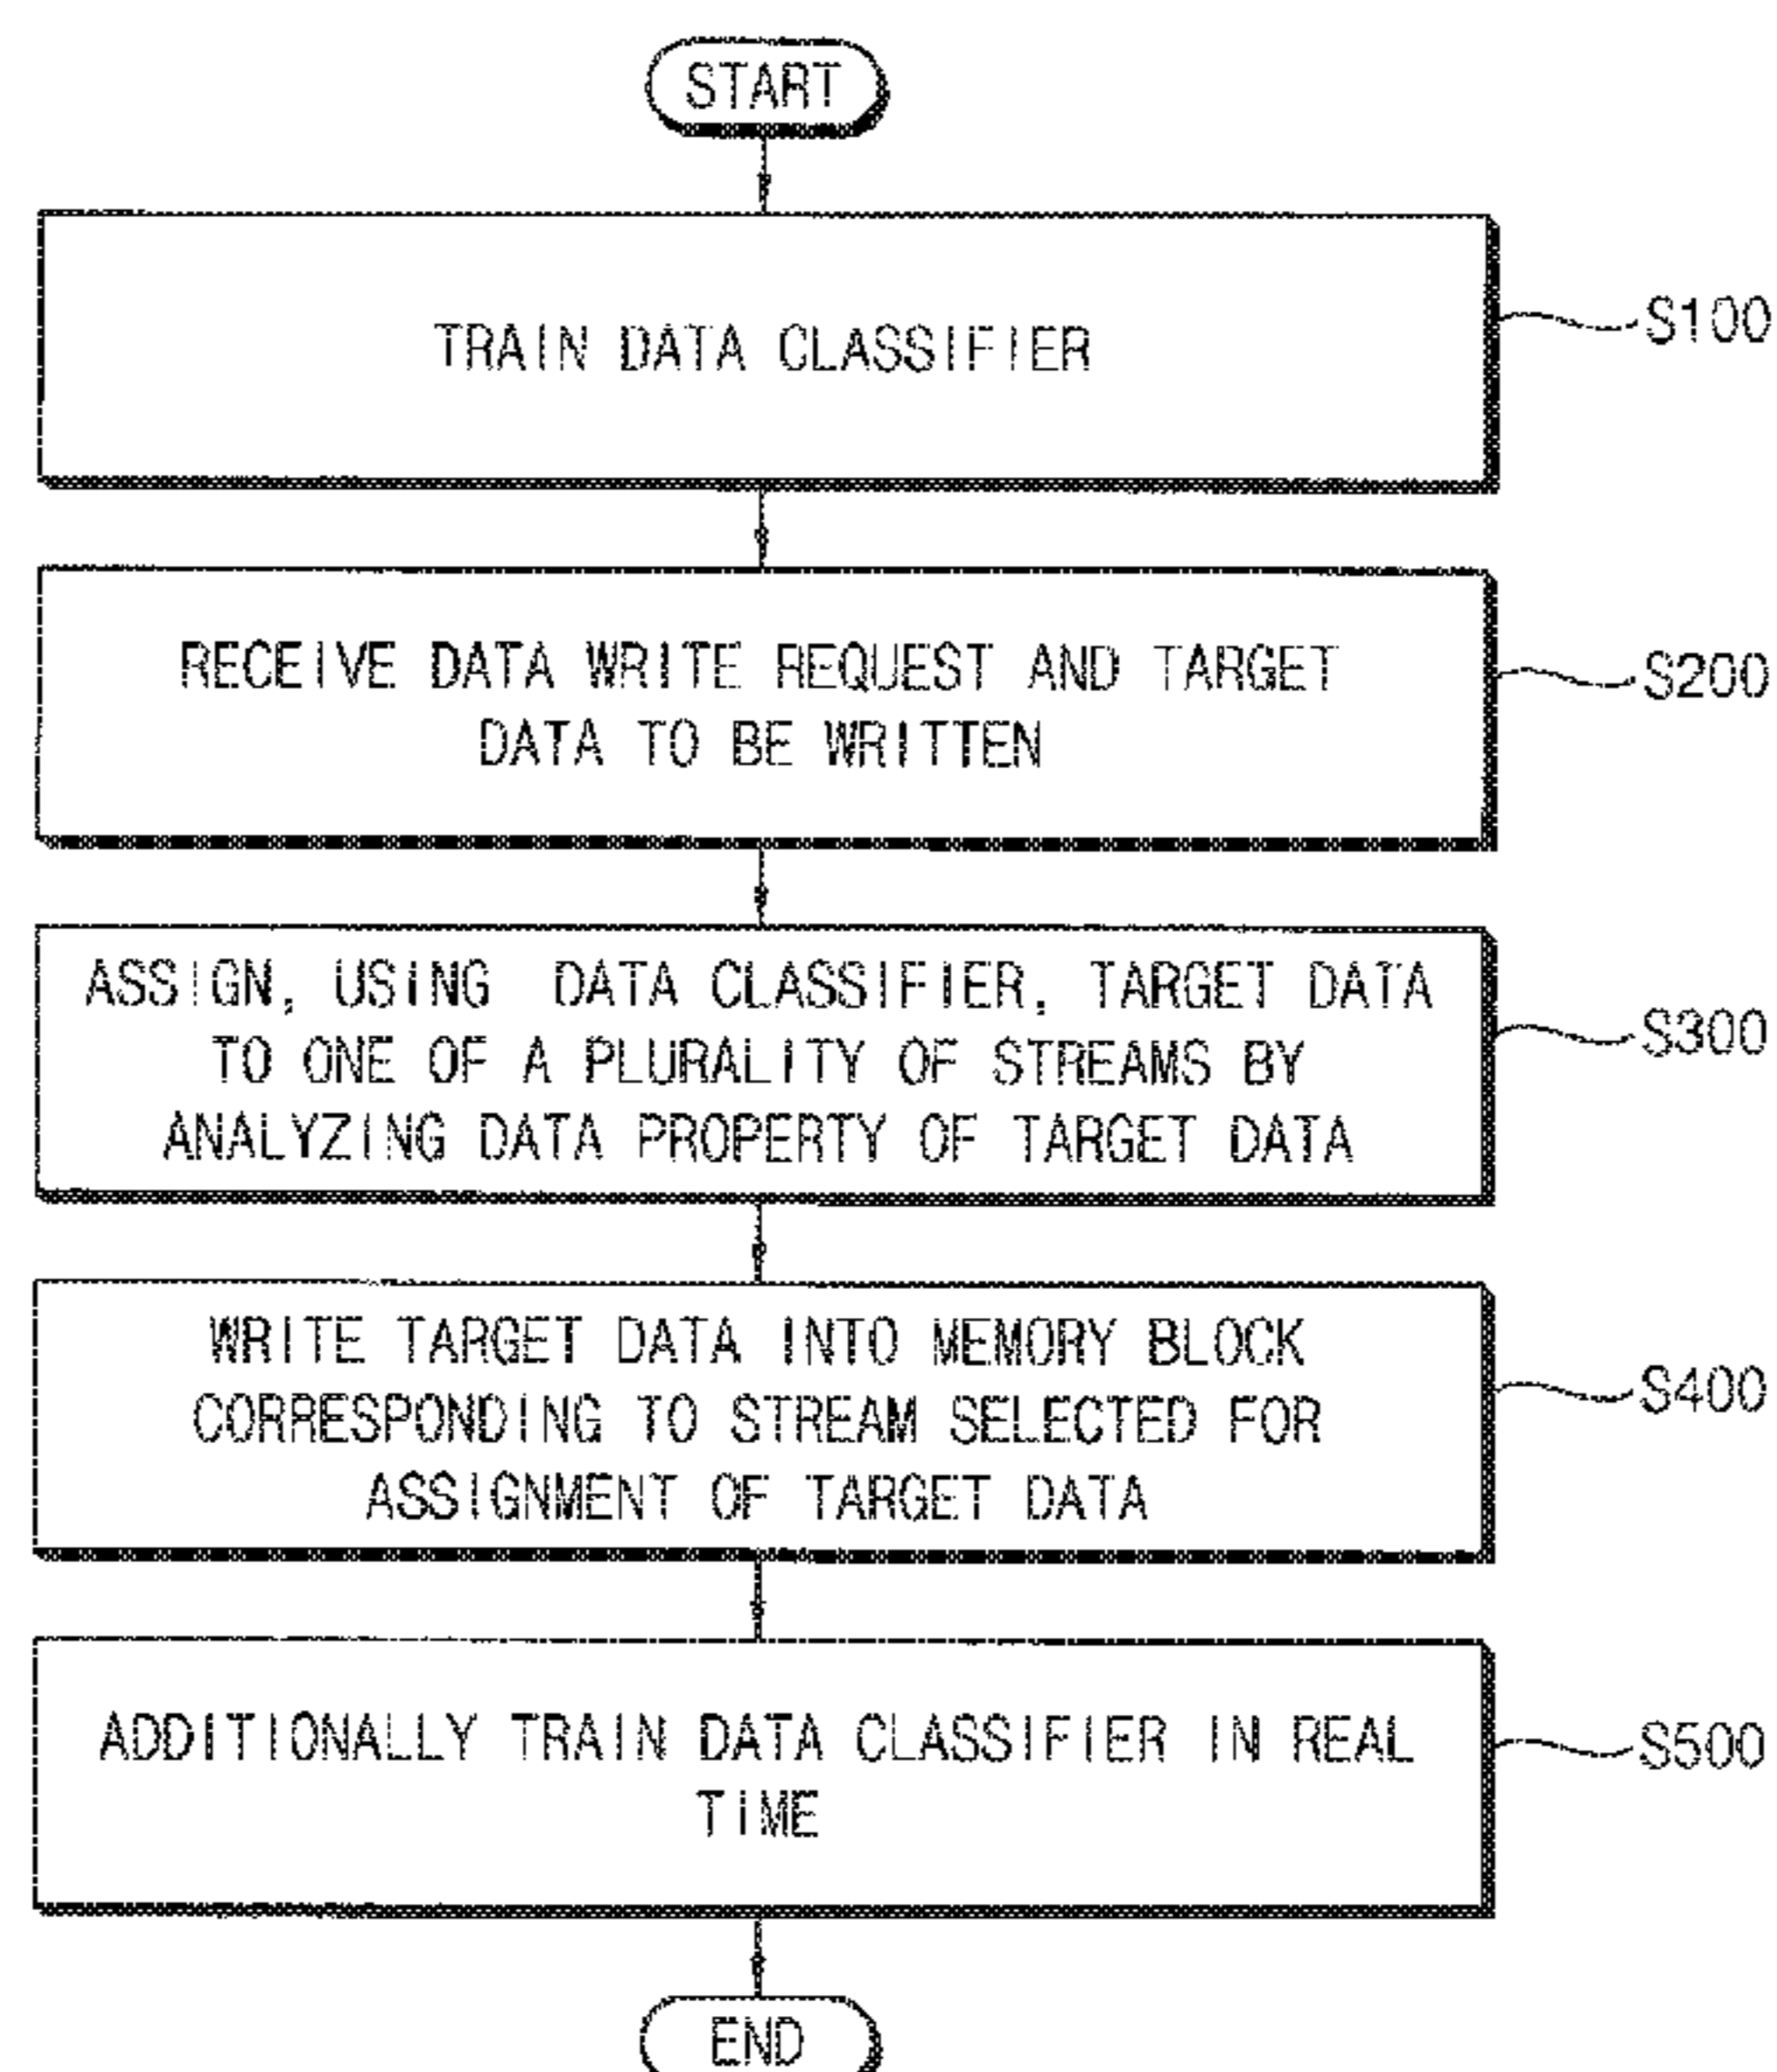 START
TRAIN DATA CLASSIFIER
S100
RECEIVE DATA WRITE REQUEST AND TARGET
DATA TO BE WRITTEN
S200
ASSIGN, USING DATA CLASSIFIER, TARGET DATA
TO ONE OF A PLURALITY OF STREAMS BY
ANALYZING DATA PROPERTY OF TARGET DATA
S300
WRITE TARGET DATA INTO MEMORY BLOCK
CORRESPONDING TO STREAM SELECTED FOR
ASSIGNMENT OF TARGET DATA
S400
ADDITIONALLY TRAIN DATA CLASSIFIER IN REAL
TIME
S500
END